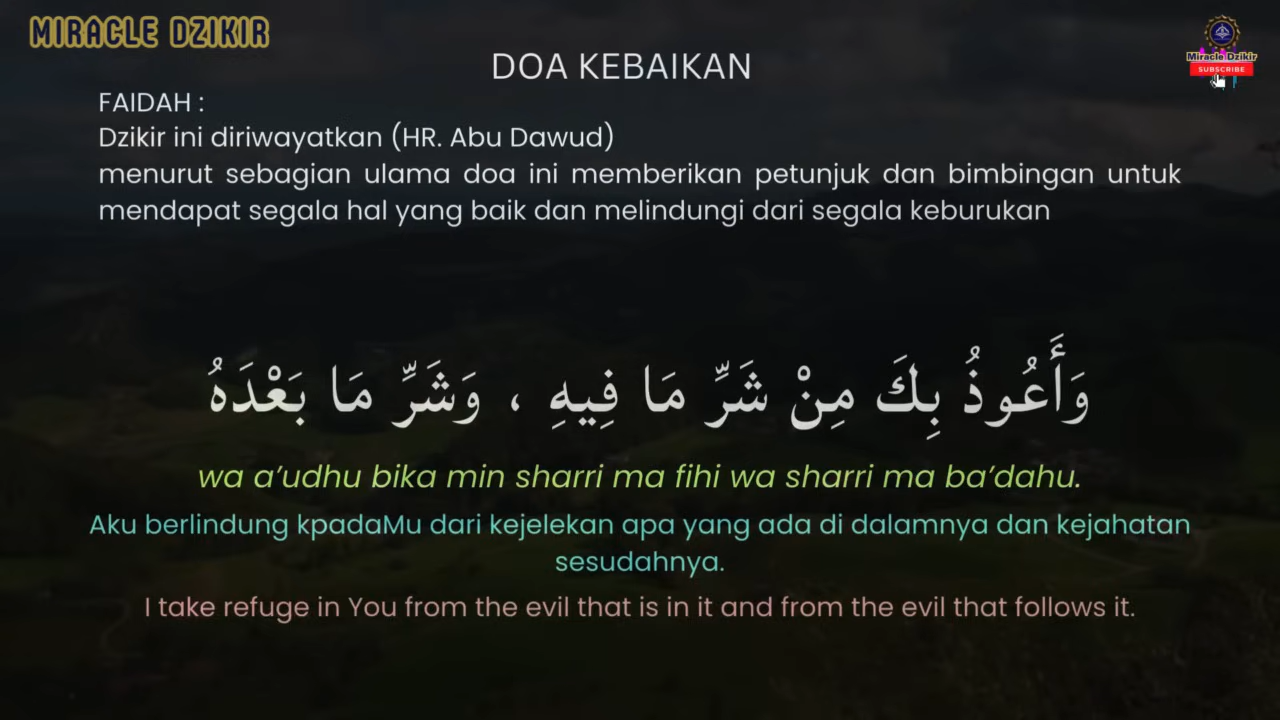 MIRACLE DZIKIR
Miracle Dzikir
SUBSCRIBE
DOA KEBAIKAN
FAIDAH :
Dzikir ini diriwayatkan (HR. Abu Dawud)
menurut sebagian ulama doa ini memberikan petunjuk dan bimbingan untuk
mendapat segala hal yang baik dan melindungi dari segala keburukan
وَأَعُوذُ بِكَ مِنْ شَرِّ مَا فِيهِ ، وَشَرِّ مَا بَعْدَهُ
wa a’udhu bika min sharri ma fihi wa sharri ma ba’dahu.
Aku berlindung kpadaMu dari kejelekan apa yang ada di dalamnya dan kejahatan
sesudahnya.
I take refuge in You from the evil that is in it and from the evil that follows it.